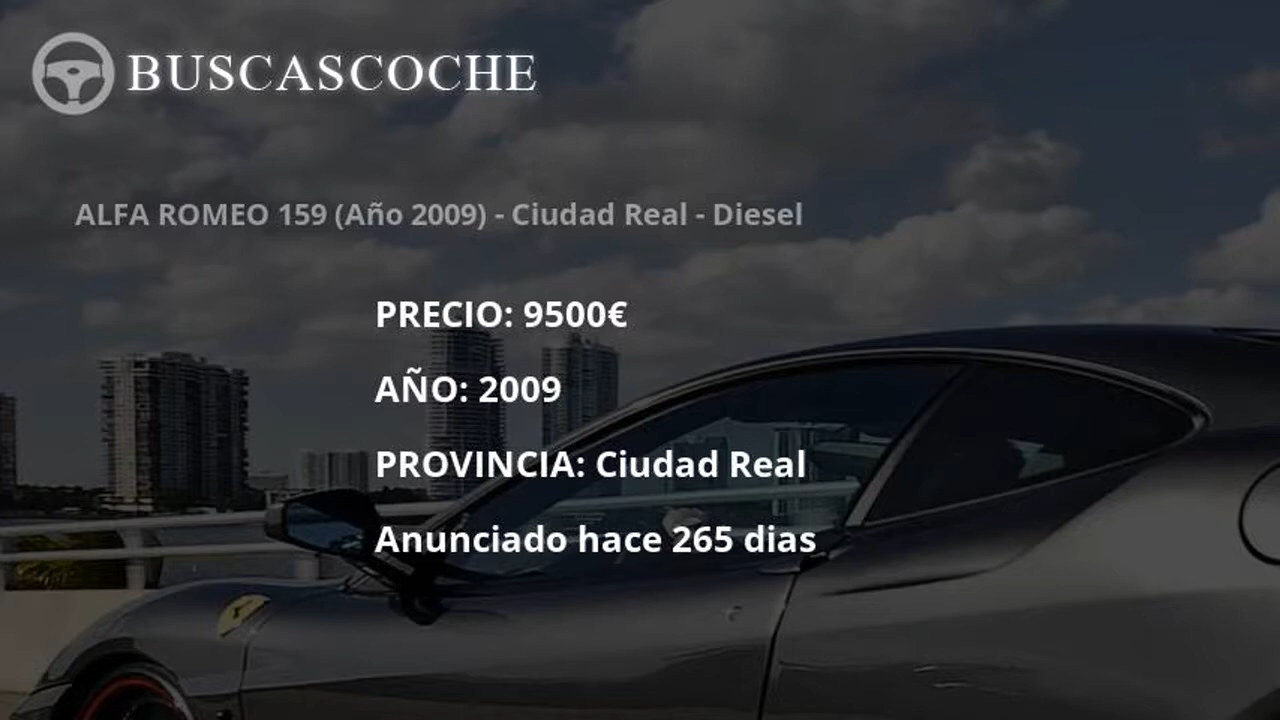 BUSCASCOCHE
ALFA ROMEO 159 (Año 2009) - Ciudad Real - Diesel
PRECIO: 9500€
AÑO: 2009
PROVINCIA: Ciudad Real
Anunciado hace 265 dias